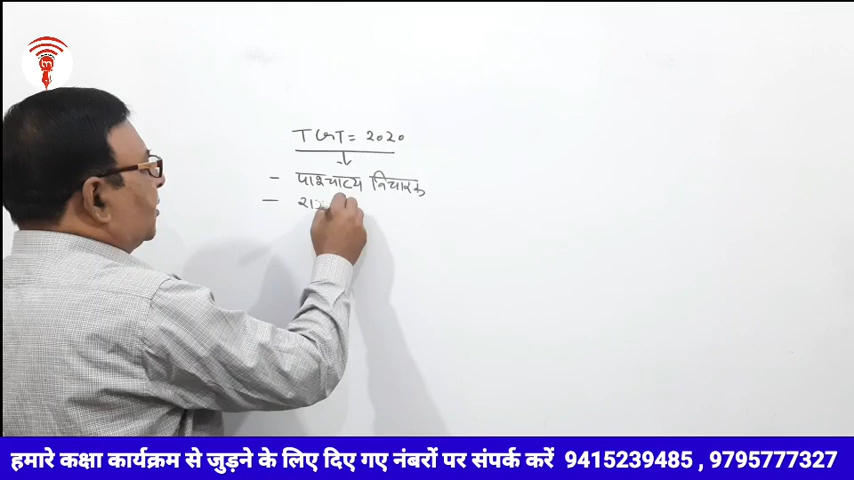 TGT = 2020
- पाश्चात्य विचारक
-
हमारे कक्षा कार्यक्रम से जुड़ने के लिए दिए गए नंबरों पर संपर्क करें 9415239485 , 9795777327